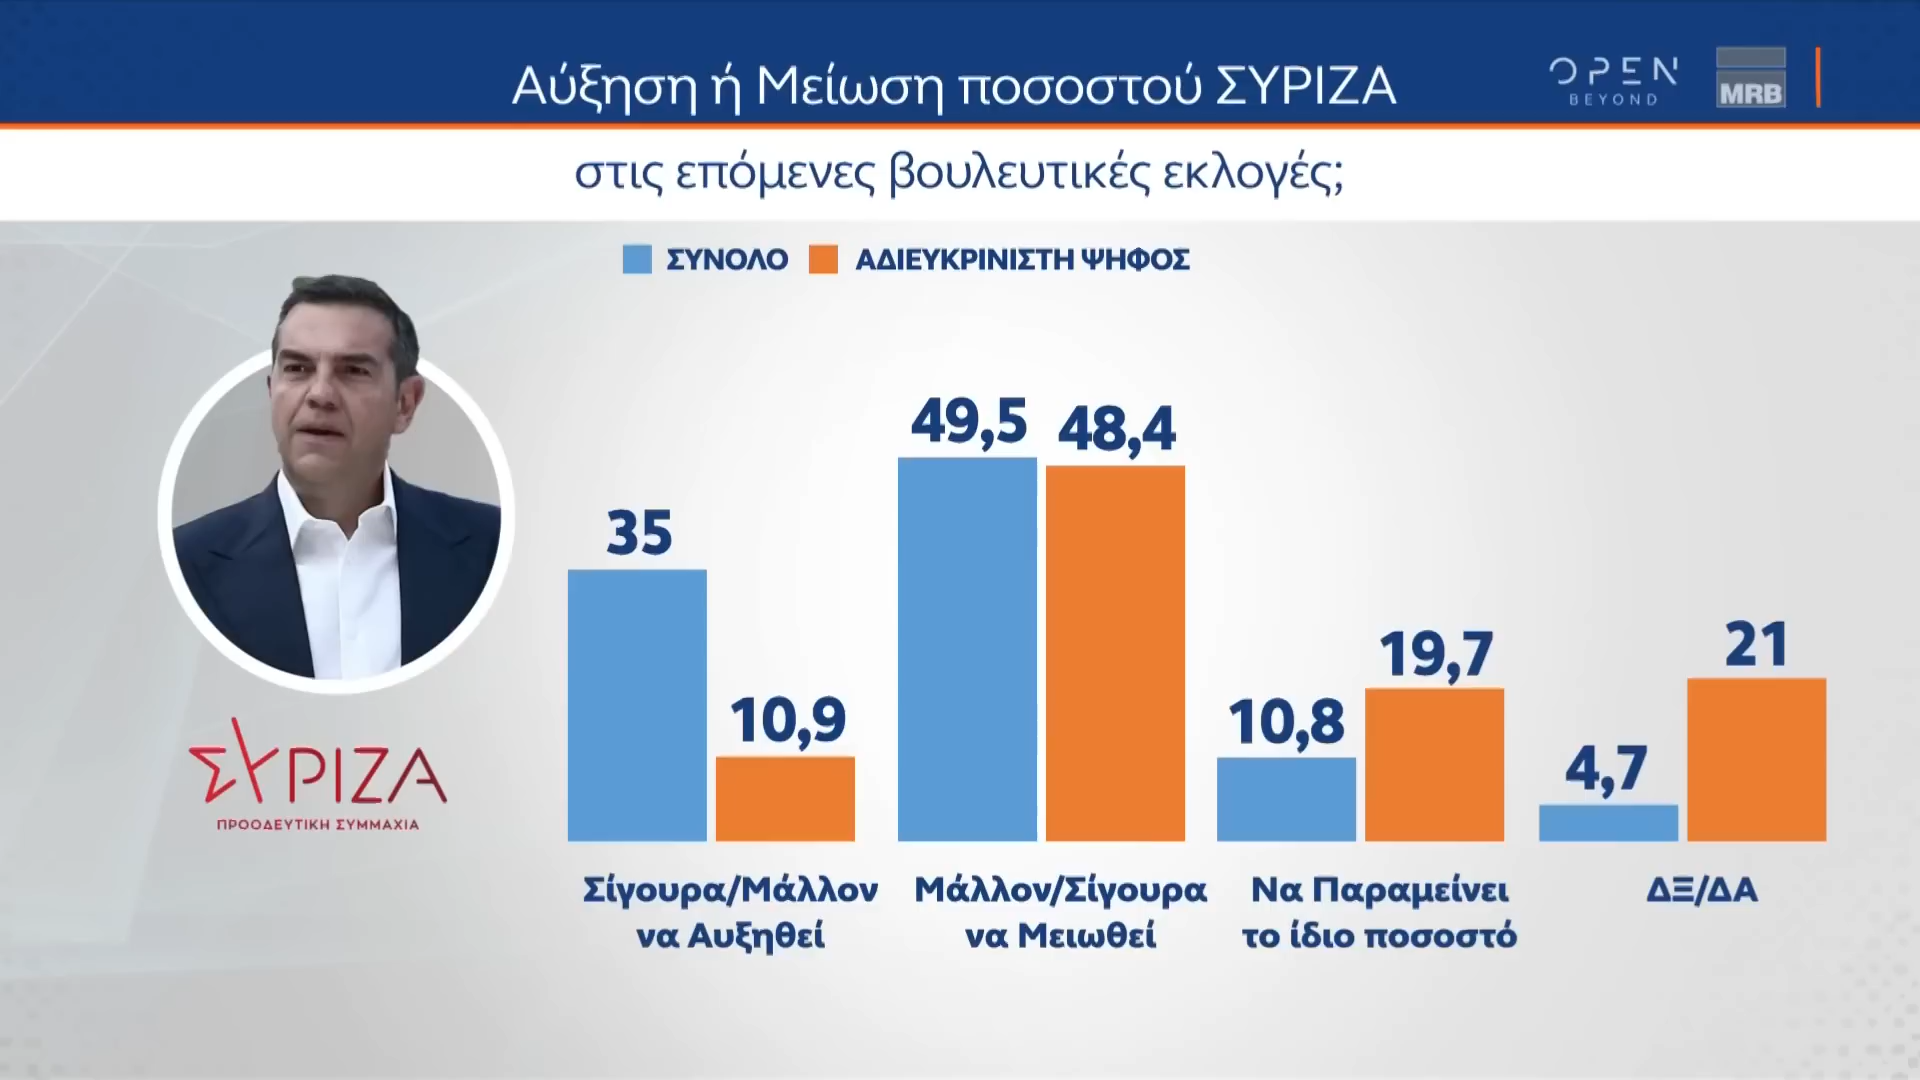 Αύξηση ή Μείωση ποσοστού ΣΥΡΙΖΑ
OPEN
BEYOND
MRB
στις επόμενες βουλευτικές εκλογές;
ΣΥΝΟΛΟ
ΑΔΙΕΥΚΡΙΝΙΣΤΗ ΨΗΦΟΣ
35
10,9
49,5
48,4
10,8
19,7
4,7
21
ΣΥΡΙΖΑ
ΠΡΟΟΔΕΥΤΙΚΗ ΣΥΜΜΑΧΙΑ
Σίγουρα/Μάλλον
να Αυξηθεί
Μάλλον/Σίγουρα
να Μειωθεί
Να Παραμείνει
το ίδιο ποσοστό
ΔΞ/ΔΑ